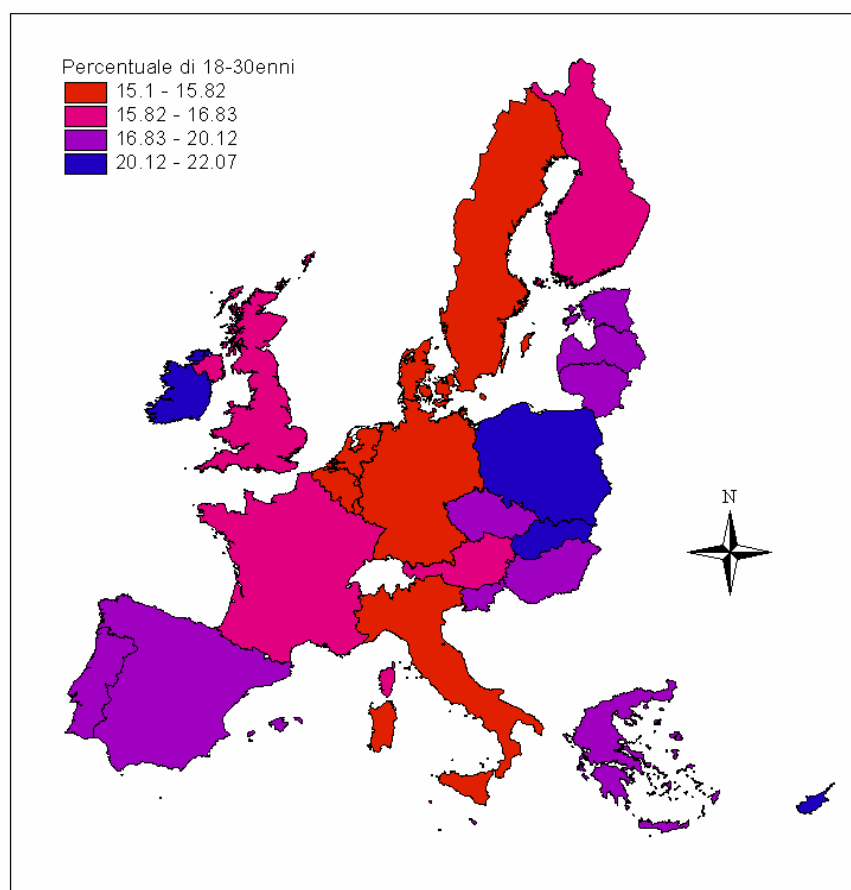 Percentuale di 18-30enni
15.1 - 15.82
15.82 - 16.83
16.83 - 20.12
20.12 - 22.07
N